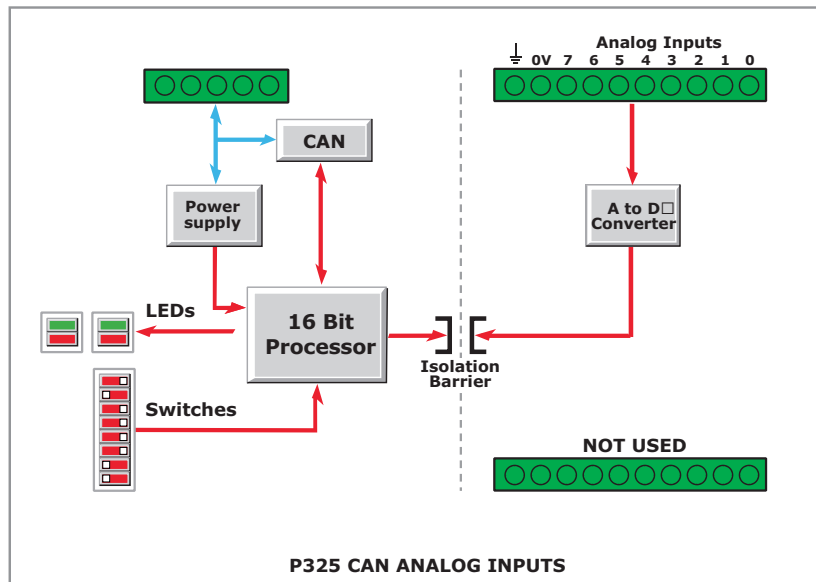 Analog Inputs
⏚ 0V 7 6 5 4 3 2 1 0
CAN
Power
supply
A to D□
Converter
LEDs
16 Bit
Processor
Isolation
Barrier
Switches
NOT USED
P325 CAN ANALOG INPUTS